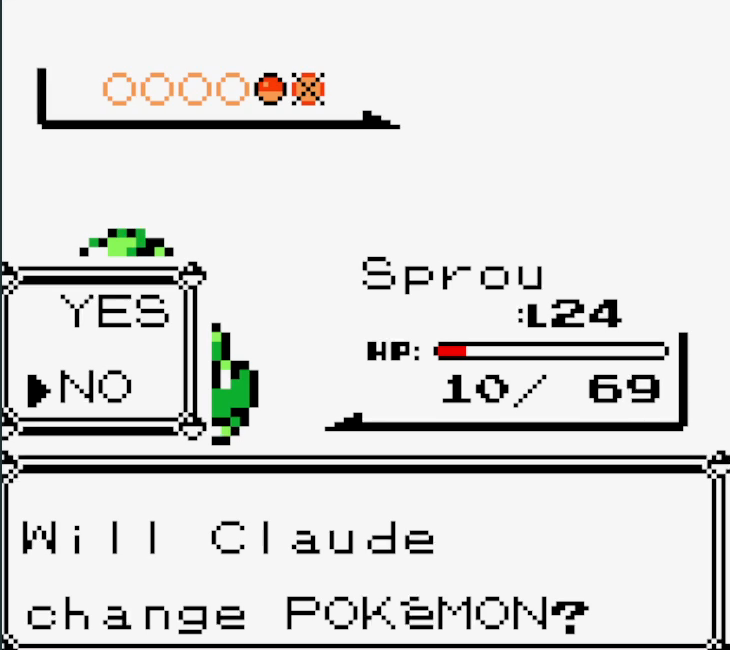 Sprou
:L24
HP:
10/ 69
YES
▶NO
Will Claude
change POKéMON?